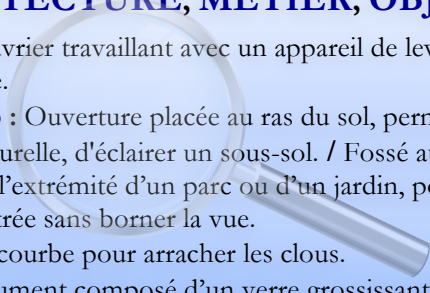 TECTURE, MÉTIER, OBJ
vrier travaillant avec un appareil de lev
e.
: Ouverture placée au ras du sol, perm
urelle, d'éclairer un sous-sol. / Fossé au
l'extrémité d'un parc ou d'un jardin, po
trée sans borner la vue.
courbe pour arracher les clous.
ument composé d'un verre grossissant